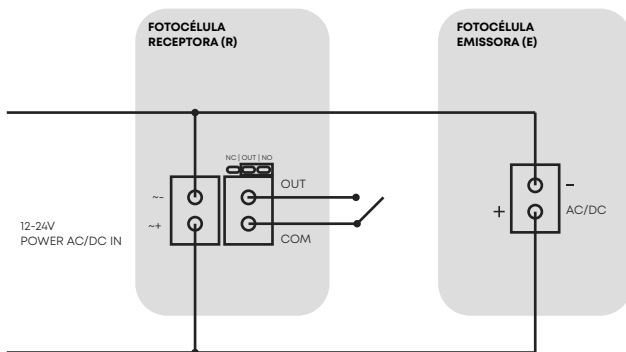 FOTOCÉLULA
RECEPTORA (R)
FOTOCÉLULA
EMISSORA (E)
NC | OUT | NO
OUT
~-
~+
COM
12-24V
POWER AC/DC IN
-
+
AC/DC